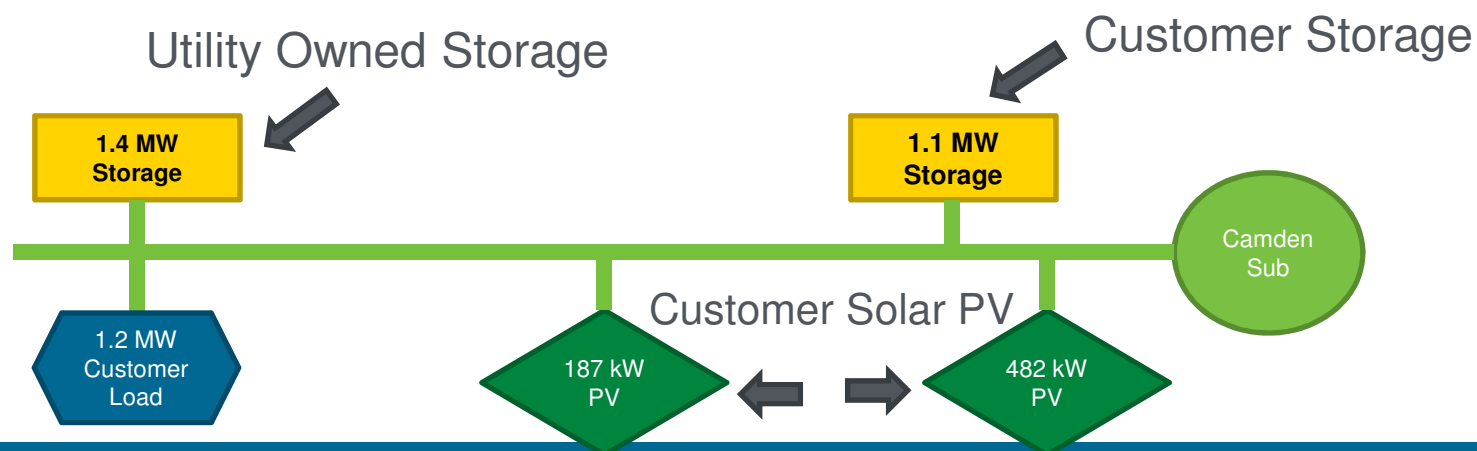 Utility Owned Storage
Customer Storage
1.4 MW
Storage
1.1 MW
Storage
Camden
Sub
Customer Solar PV
1.2 MW
Customer
Load
187 kW
PV
482 kW
PV